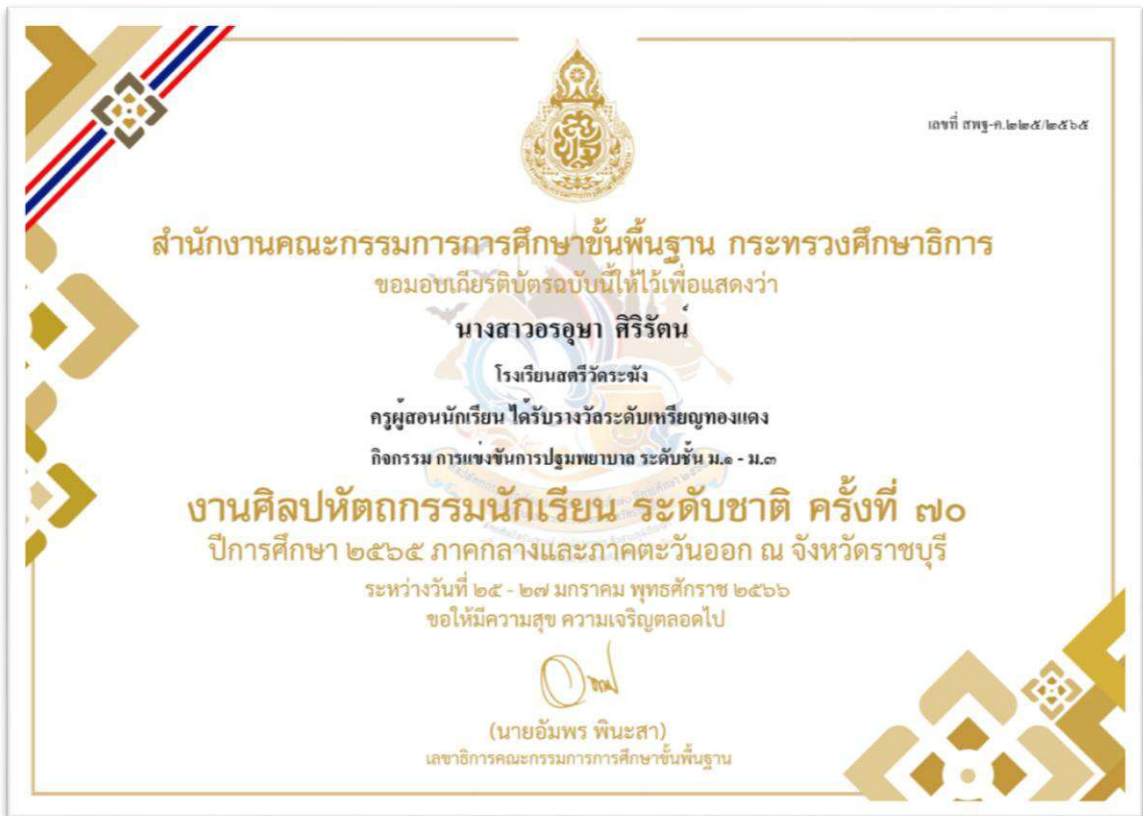 เลขที่ สพฐ-ค.๒๒๕/๒๕๖๕
สำนักงานคณะกรรมการการศึกษาขั้นพื้นฐาน กระทรวงศึกษาธิการ
ขอมอบเกียรติบัตรฉบับนี้ให้ไว้เพื่อแสดงว่า
นางสาวอรอุษา ศิริรัตน์
โรงเรียนสตรีวัดระฆัง
ครูผู้สอนนักเรียน ได้รับรางวัลระดับเหรียญทองแดง
กิจกรรม การแข่งขันการปฐมพยาบาล ระดับชั้น ม.๑ - ม.๓
งานศิลปหัตถกรรมนักเรียน ระดับชาติ ครั้งที่ ๗๐
ปีการศึกษา ๒๕๖๕ ภาคกลางและภาคตะวันออก ณ จังหวัดราชบุรี
ระหว่างวันที่ ๒๕ - ๒๗ มกราคม พุทธศักราช ๒๕๖๖
ขอให้มีความสุข ความเจริญตลอดไป
(นายอัมพร พินะสา)
เลขาธิการคณะกรรมการการศึกษาขั้นพื้นฐาน